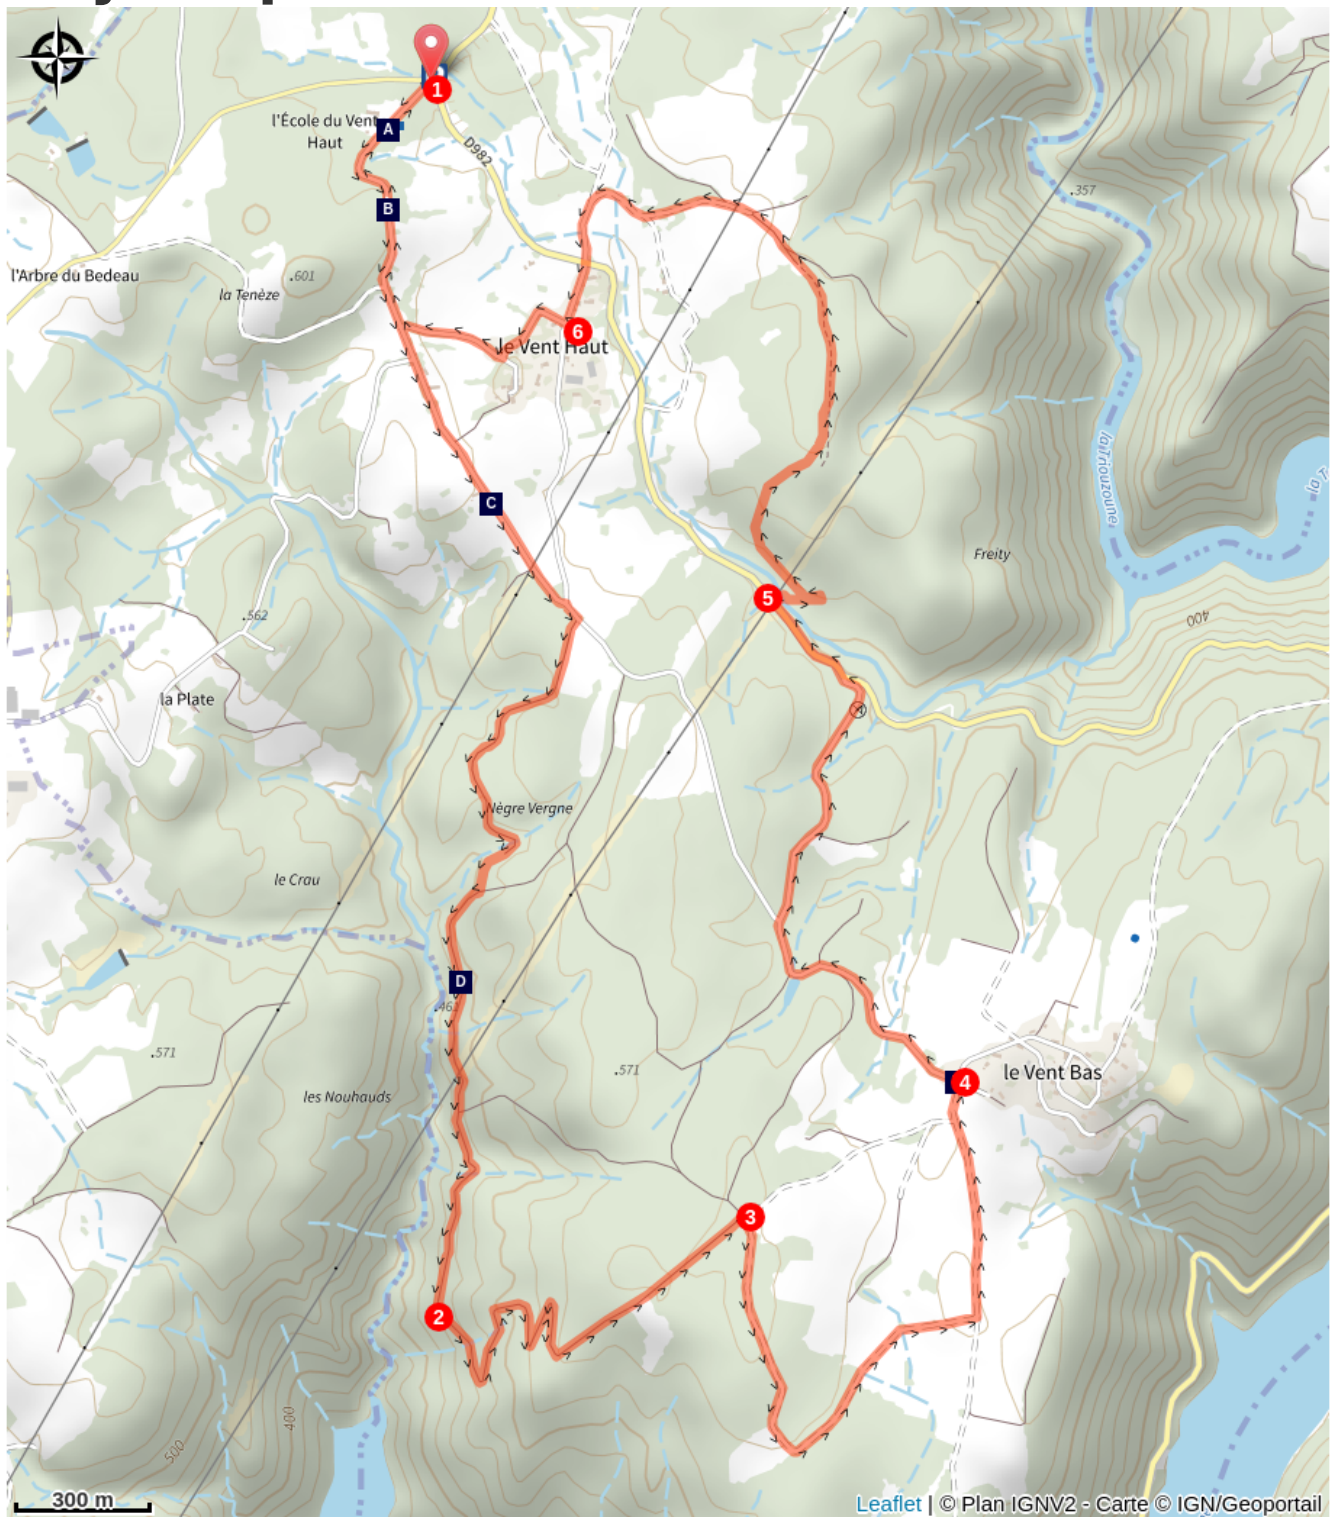 1
l'École du Vent
Haut
A
D982
B
357
l'Arbre du Bedeau
601
la Tenèze
6
le Vent Haut
la Triouzoune
C
Freity
5
562
400
la Plate
Nègre Vergne
le Crau
D
571
571
les Nouhauds
4
le Vent Bas
3
2
400
500
300 m
Leaflet | © Plan IGNV2 - Carte © IGN/Geoportail